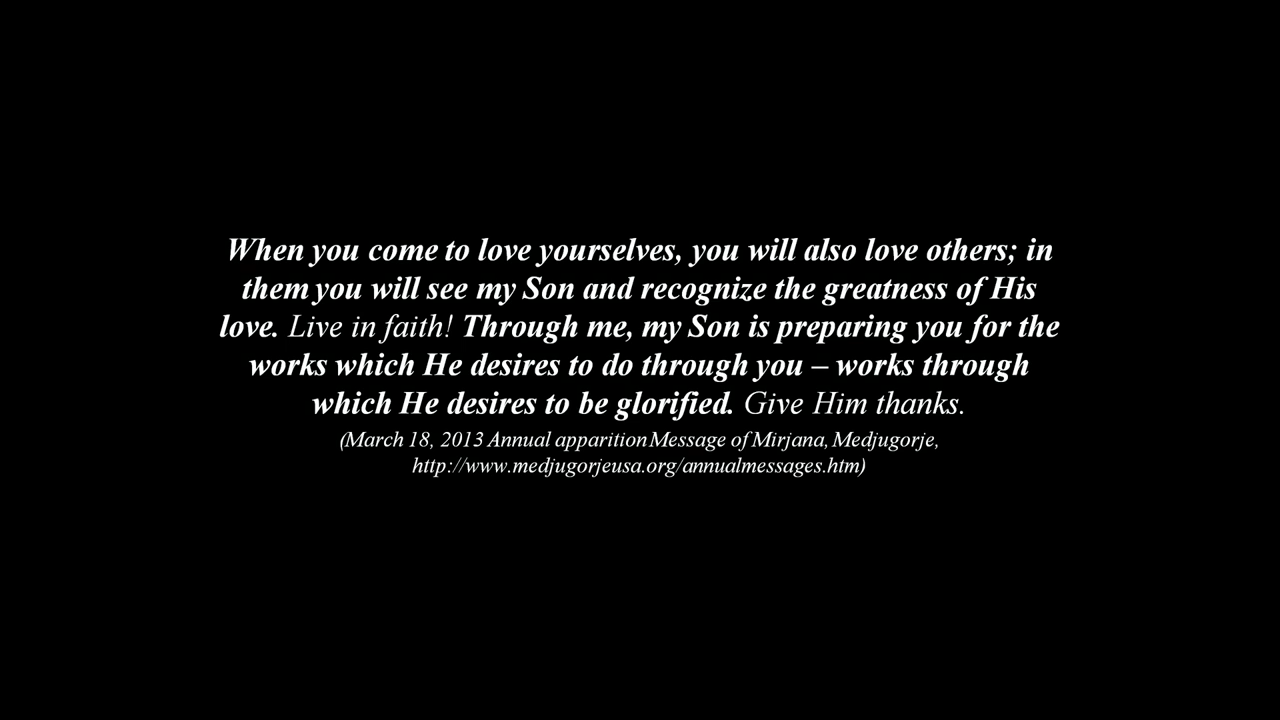 When you come to love yourselves, you will also love others; in
them you will see my Son and recognize the greatness of His
love. Live in faith! Through me, my Son is preparing you for the
works which He desires to do through you – works through
which He desires to be glorified. Give Him thanks.
(March 18, 2013 Annual apparition Message of Mirjana, Medjugorje,
http://www.medjugorjeusa.org/annualmessages.htm)